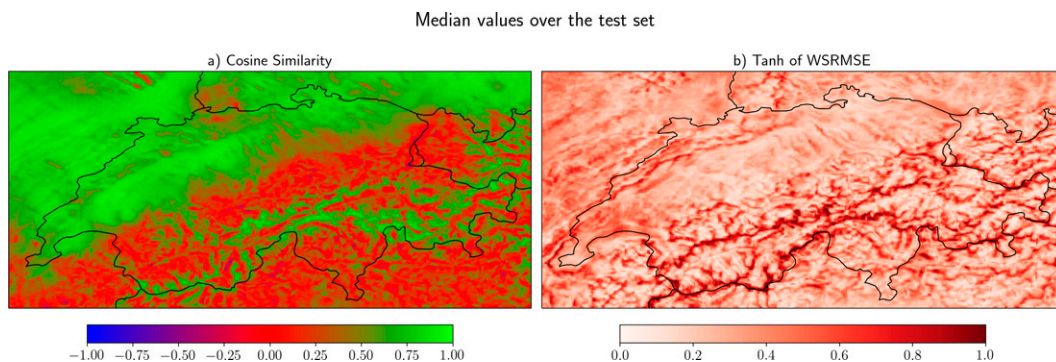 Median values over the test set
a) Cosine Similarity
b) Tanh of WSRMSE
−1.00 −0.75 −0.50 −0.25 0.00 0.25 0.50 0.75 1.00
0.0 0.2 0.4 0.6 0.8 1.0